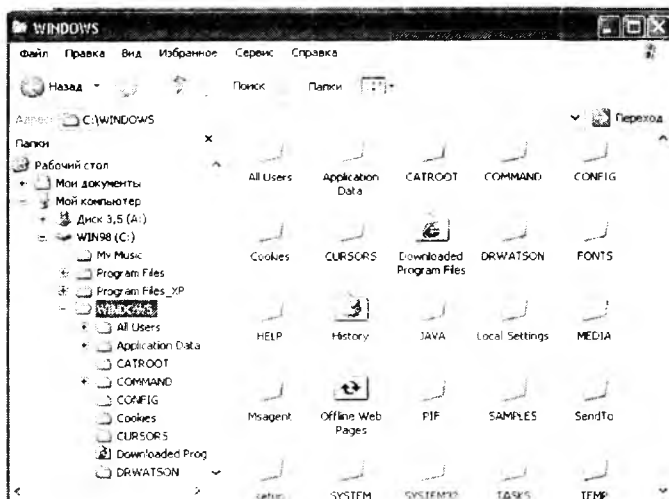 WINDOWS
Файл Правка Вид Избранное Сервис Справка
Назад Поиск Папки
Адрес: C:\WINDOWS Переход
Папки
Рабочий стол
Мои документы
Мой компьютер
Диск 3,5 (A:)
WIN98 (C:)
My Music
Program Files
Program Files_XP
WINDOWS
All Users
Application Data
CATROOT
COMMAND
CONFIG
Cookies
CURSORS
Downloaded Prog
DRWATSON
All Users Application Data CATROOT COMMAND CONFIG
Cookies CURSORS Downloaded Program Files DRWATSON FONTS
HELP History JAVA Local Settings MEDIA
Msagent Offline Web Pages PIF SAMPLES SendTo
setup SYSTEM SYSTEM32 TASKS TEMP